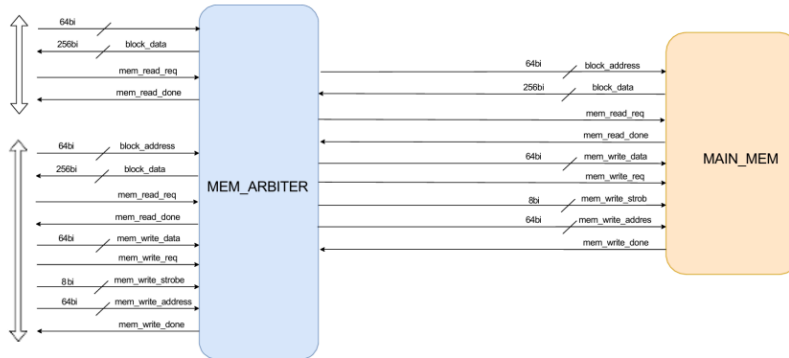 64bi
256bi block_data
mem_read_req
mem_read_done
64bi block_address
256bi block_data
mem_read_req
mem_read_done
64bi mem_write_data
mem_write_req
8bi mem_write_strobe
64bi mem_write_address
mem_write_done
MEM_ARBITER
64bi block_address
256bi block_data
mem_read_req
mem_read_done
64bi mem_write_data
mem_write_req
8bi mem_write_strob
64bi mem_write_addres
mem_write_done
MAIN_MEM